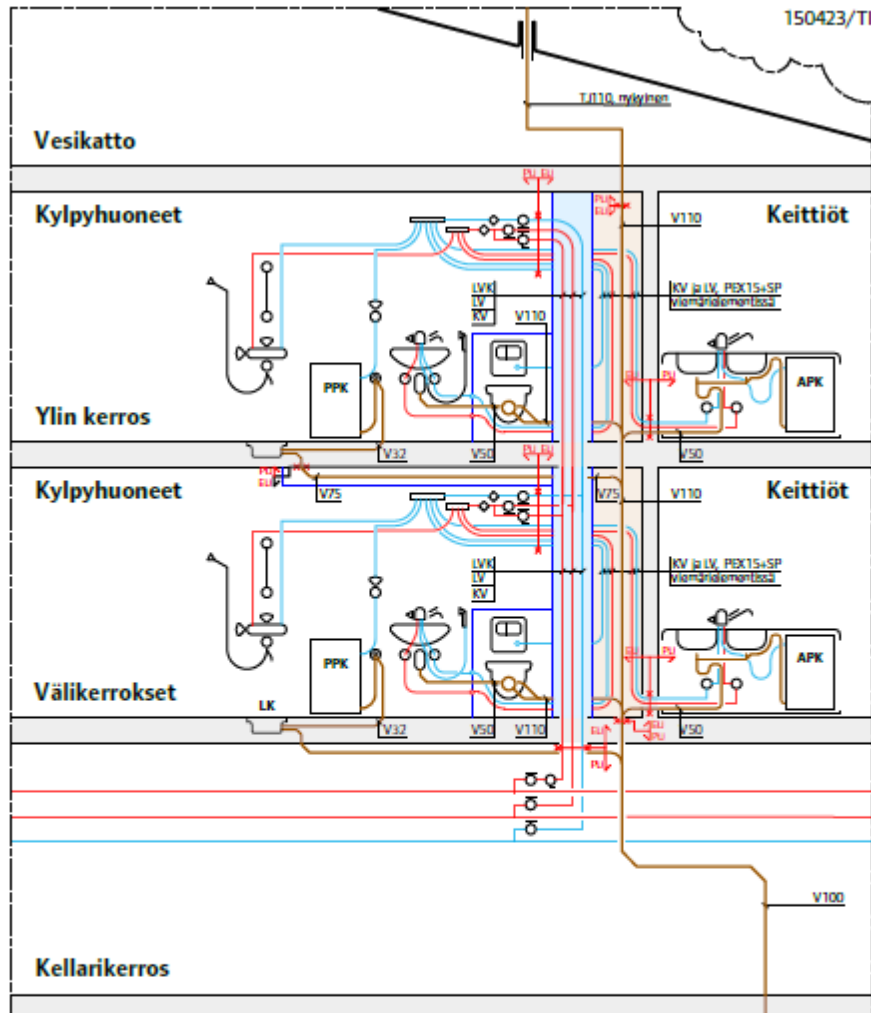 150423/TI
TJ110, nykyinen
Vesikatto
PU EU
PU
EU
Kylpyhuoneet
V110
Keittiöt
LVK
LV
KV
V110
KV ja LV, PEX15+SP
viemärielementissä
EU PU
PPK
APK
Ylin kerros
V32
V50
V50
PU EU
PU
EU
Kylpyhuoneet
V75
V75
V110
Keittiöt
LVK
LV
KV
KV ja LV, PEX15+SP
viemärielementissä
EU PU
PPK
APK
Välikerrokset
LK
V32
V50
V110
EU
PU
EU
PU
V50
V100
Kellarikerros